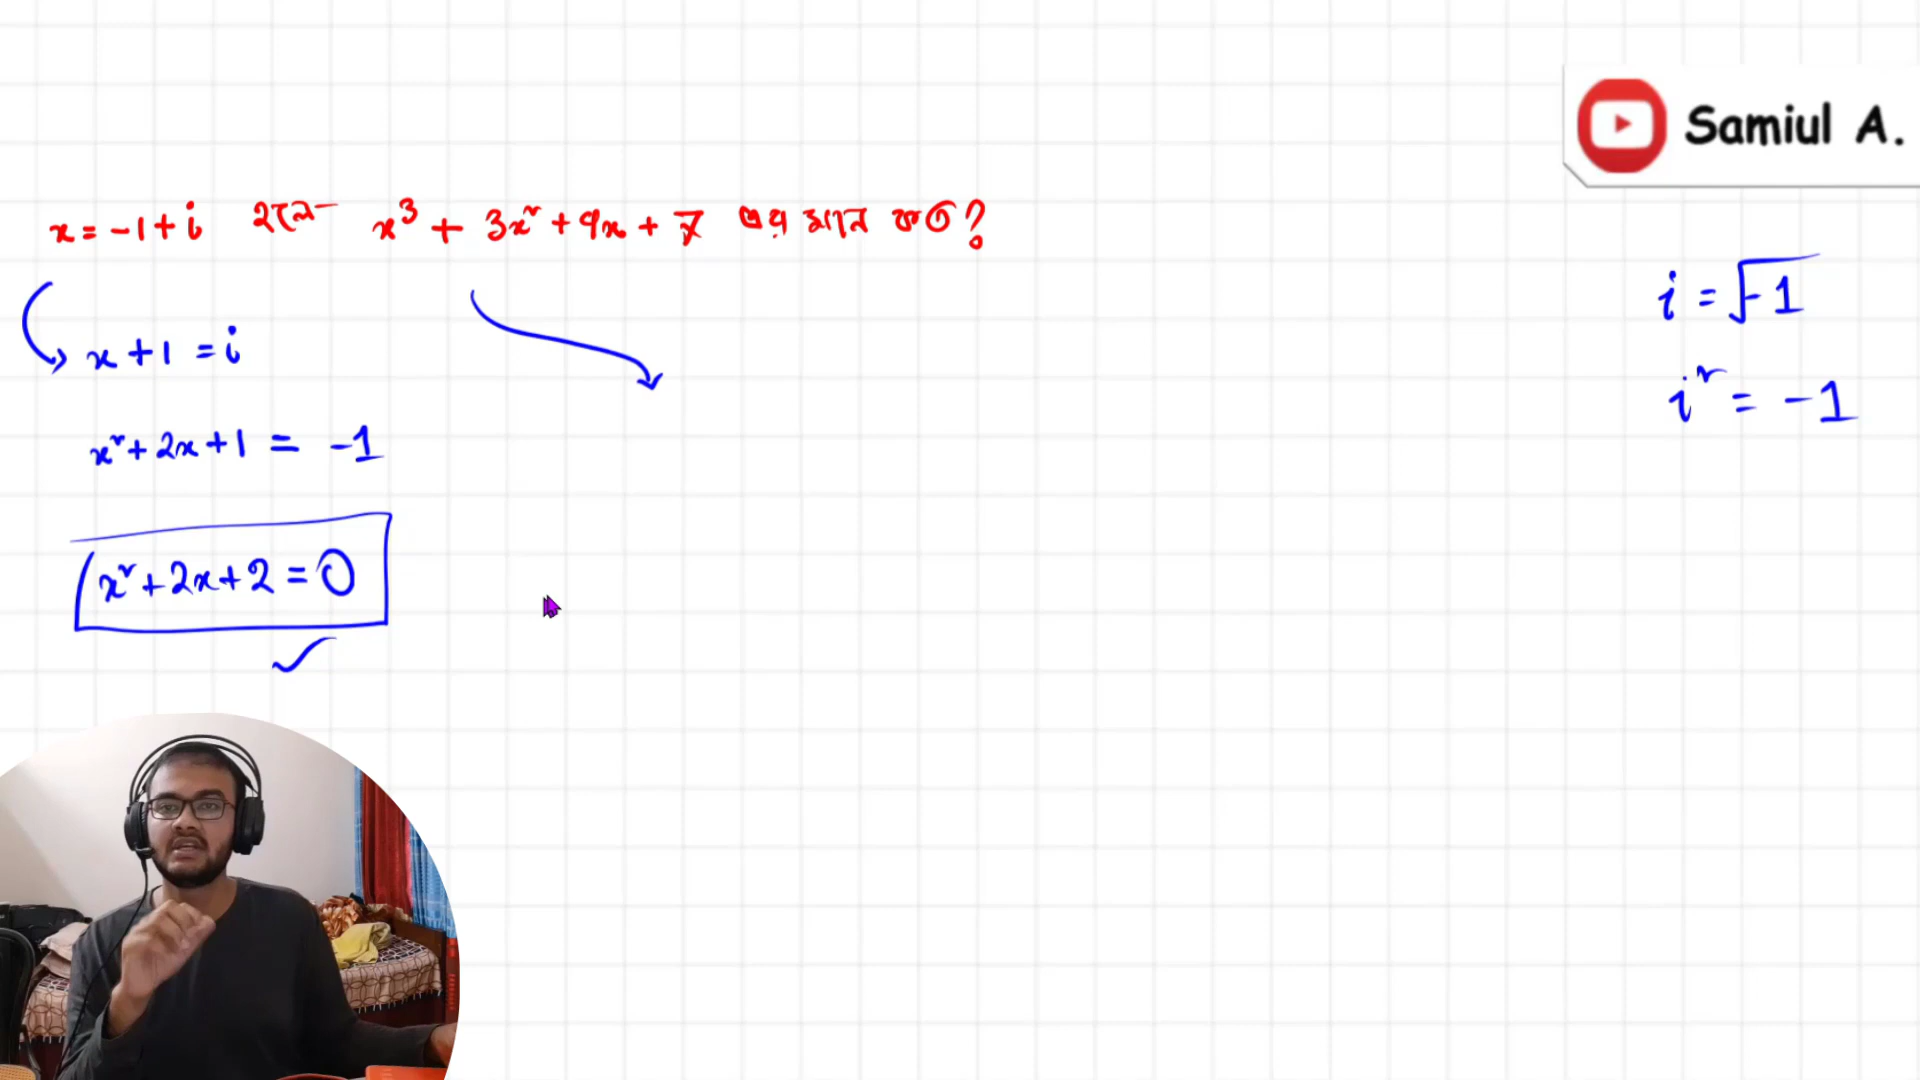 Samiul A.
x = -1+i হলে x³ + 3x² + 4x + 7 এর মান কত?
i = √-1
x+1 = i
i² = -1
x²+2x+1 = -1
x²+2x+2 = 0